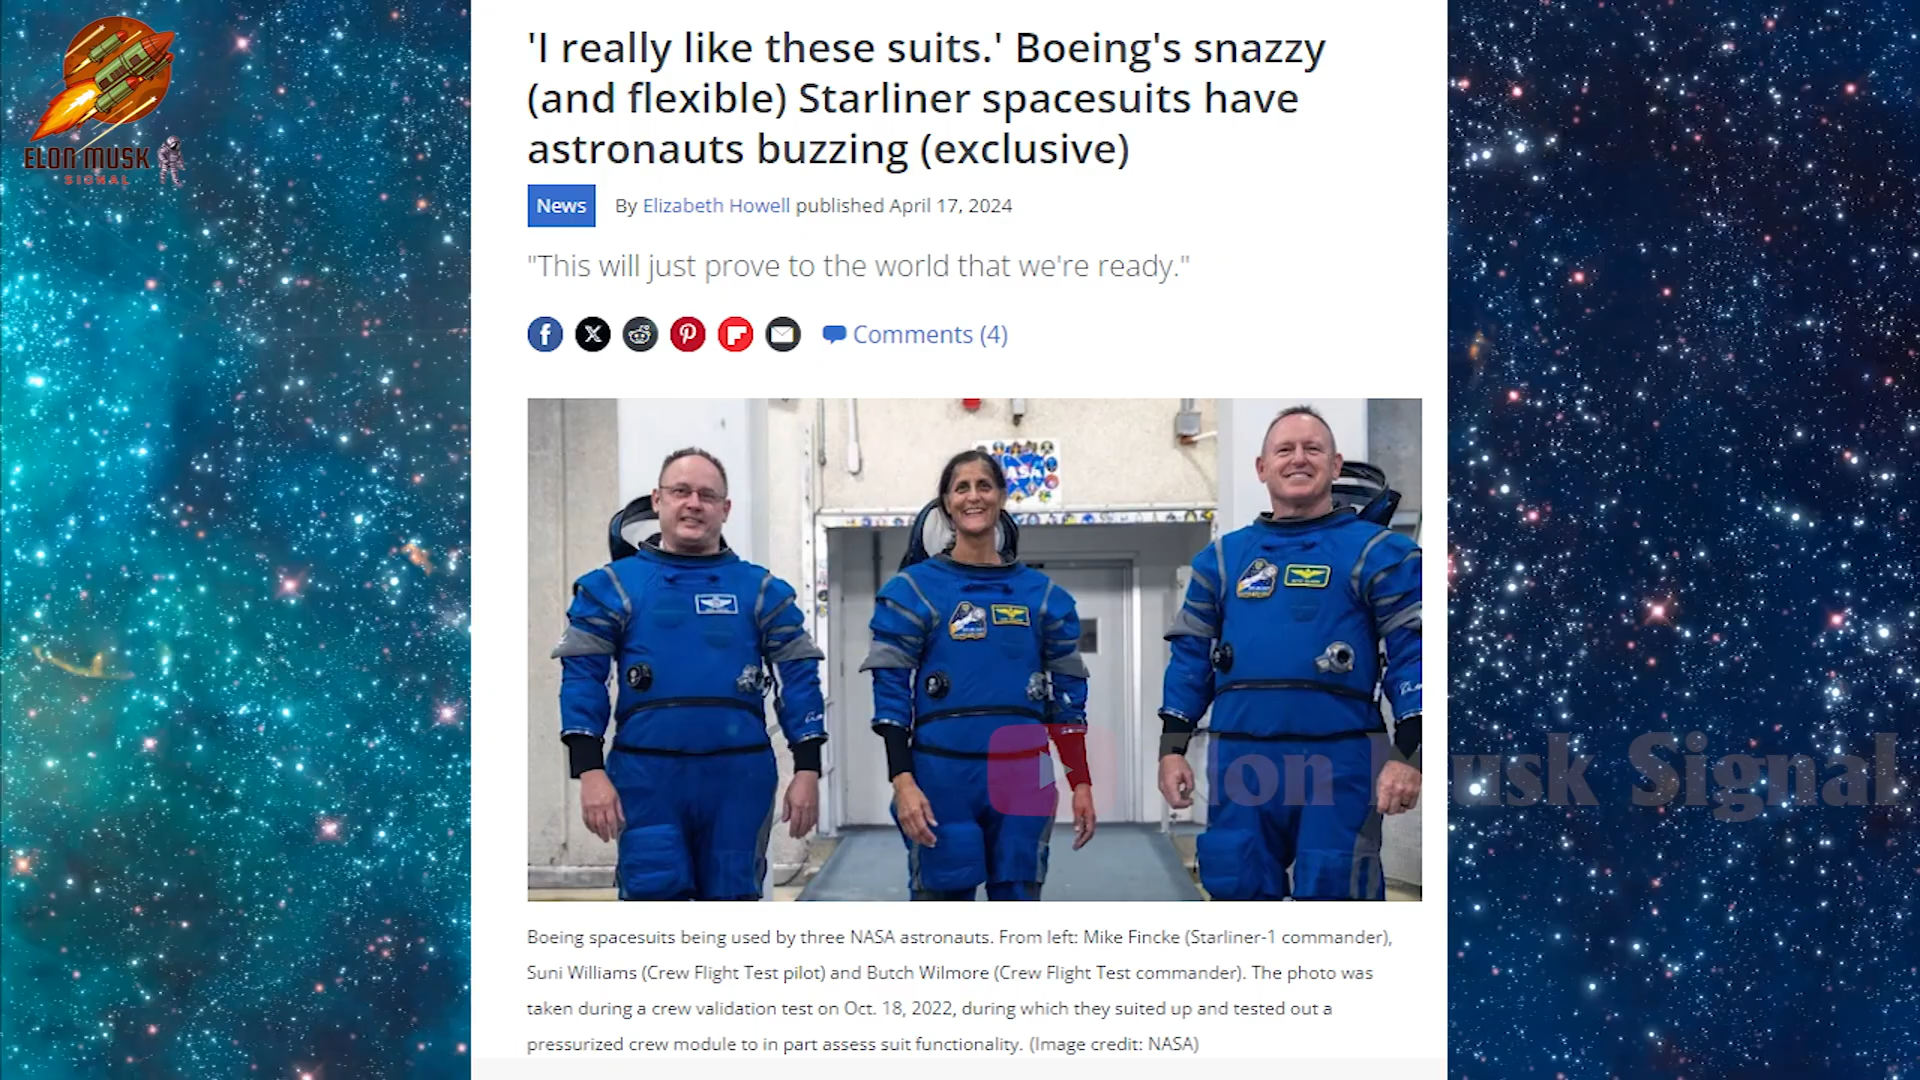 ELON MUSK
SIGNAL
'I really like these suits.' Boeing's snazzy
(and flexible) Starliner spacesuits have
astronauts buzzing (exclusive)
News By Elizabeth Howell published April 17, 2024
"This will just prove to the world that we're ready."
Comments (4)
Elon Musk Signal
Boeing spacesuits being used by three NASA astronauts. From left: Mike Fincke (Starliner-1 commander),
Suni Williams (Crew Flight Test pilot) and Butch Wilmore (Crew Flight Test commander). The photo was
taken during a crew validation test on Oct. 18, 2022, during which they suited up and tested out a
pressurized crew module to in part assess suit functionality. (Image credit: NASA)